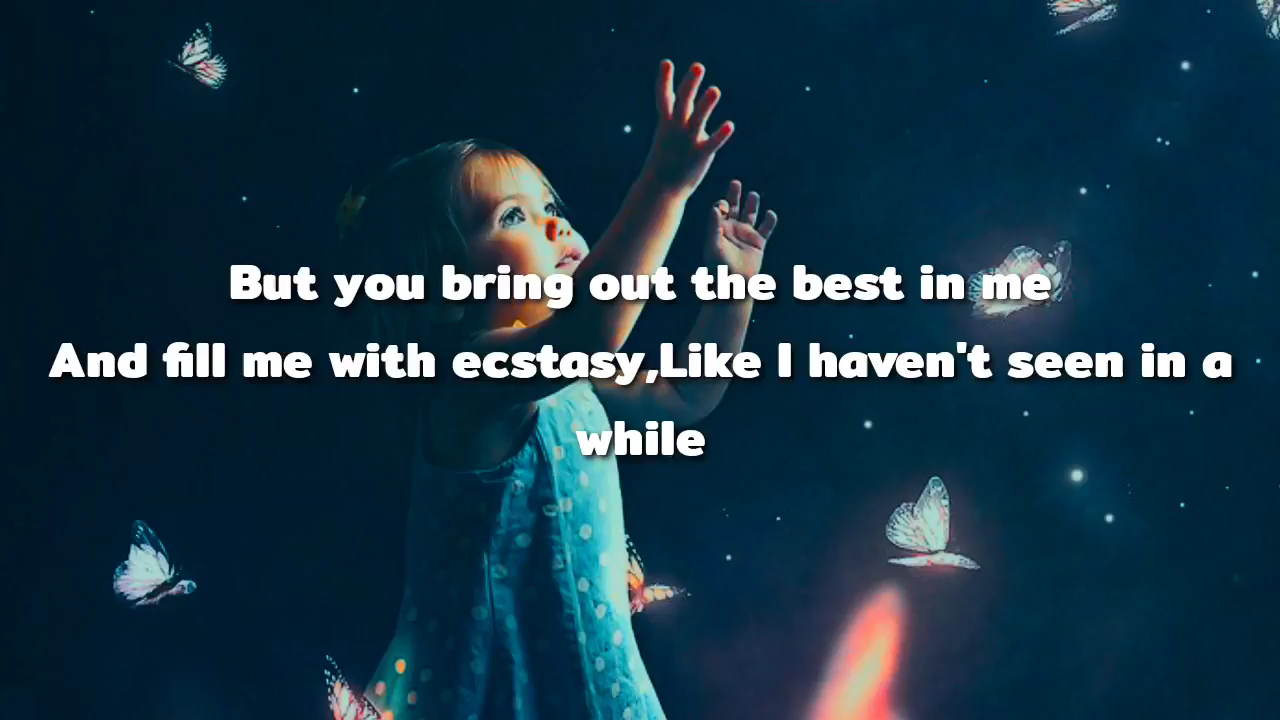 But you bring out the best in me
And fill me with ecstasy,Like I haven't seen in a
while